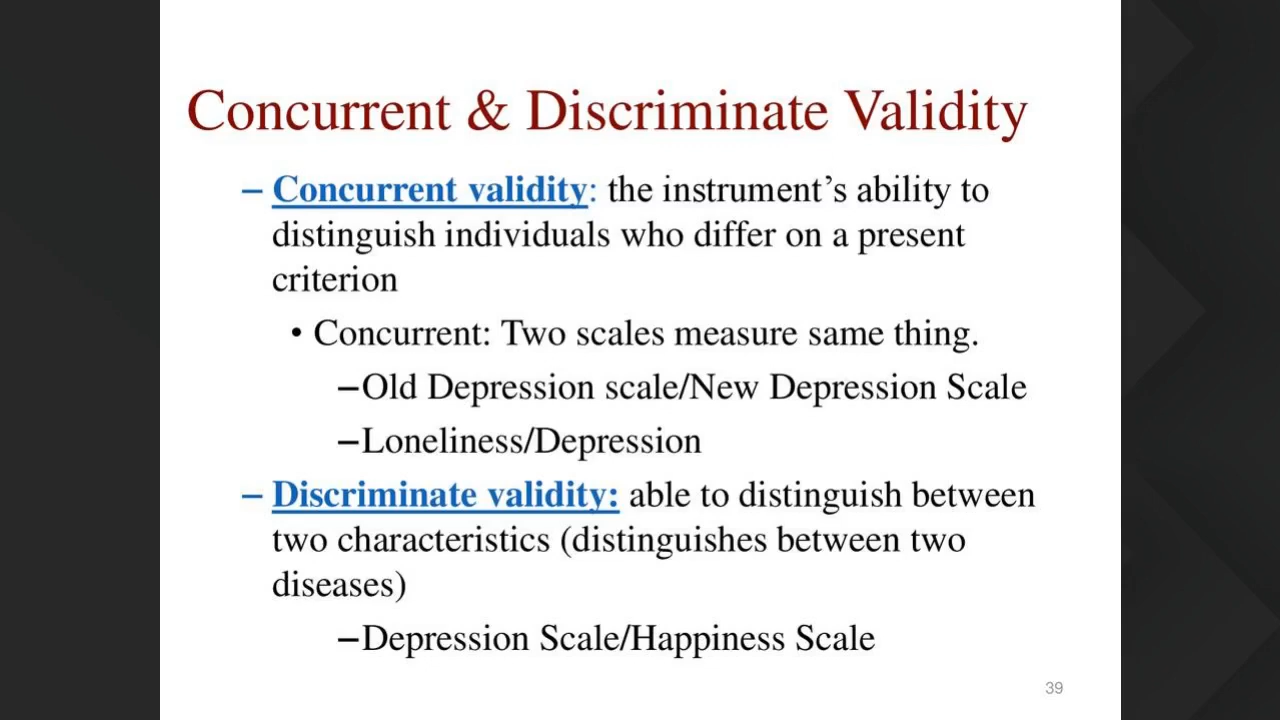 Concurrent & Discriminate Validity
– Concurrent validity: the instrument’s ability to
distinguish individuals who differ on a present
criterion
• Concurrent: Two scales measure same thing.
–Old Depression scale/New Depression Scale
–Loneliness/Depression
– Discriminate validity: able to distinguish between
two characteristics (distinguishes between two
diseases)
–Depression Scale/Happiness Scale
39